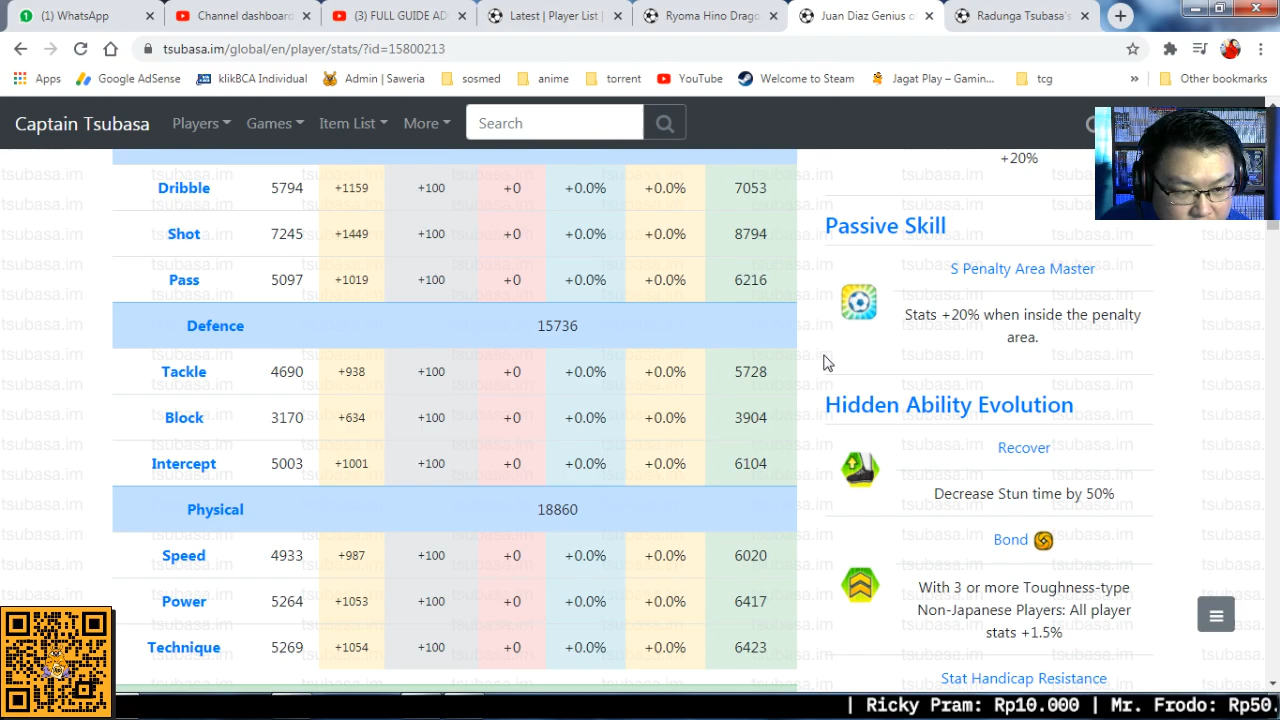 (1) WhatsApp
Channel dashboard
(3) FULL GUIDE AD
Latest | Player List |
Ryoma Hino Drago
Juan Diaz Genius o
Radunga Tsubasa's
tsubasa.im/global/en/player/stats/?id=15800213
Apps
Google AdSense
klikBCA Individual
Admin | Saweria
sosmed
anime
torrent
YouTube
Welcome to Steam
Jagat Play – Gamin...
tcg
»
Other bookmarks
Captain Tsubasa
Players
Games
Item List
More
Search
+20%
Dribble 5794 +1159 +100 +0 +0.0% +0.0% 7053
Shot 7245 +1449 +100 +0 +0.0% +0.0% 8794
Pass 5097 +1019 +100 +0 +0.0% +0.0% 6216
Defence 15736
Tackle 4690 +938 +100 +0 +0.0% +0.0% 5728
Block 3170 +634 +100 +0 +0.0% +0.0% 3904
Intercept 5003 +1001 +100 +0 +0.0% +0.0% 6104
Physical 18860
Speed 4933 +987 +100 +0 +0.0% +0.0% 6020
Power 5264 +1053 +100 +0 +0.0% +0.0% 6417
Technique 5269 +1054 +100 +0 +0.0% +0.0% 6423
Passive Skill
S Penalty Area Master
Stats +20% when inside the penalty
area.
Hidden Ability Evolution
Recover
Decrease Stun time by 50%
Bond
With 3 or more Toughness-type
Non-Japanese Players: All player
stats +1.5%
Stat Handicap Resistance
| Ricky Pram: Rp10.000 | Mr. Frodo: Rp50.